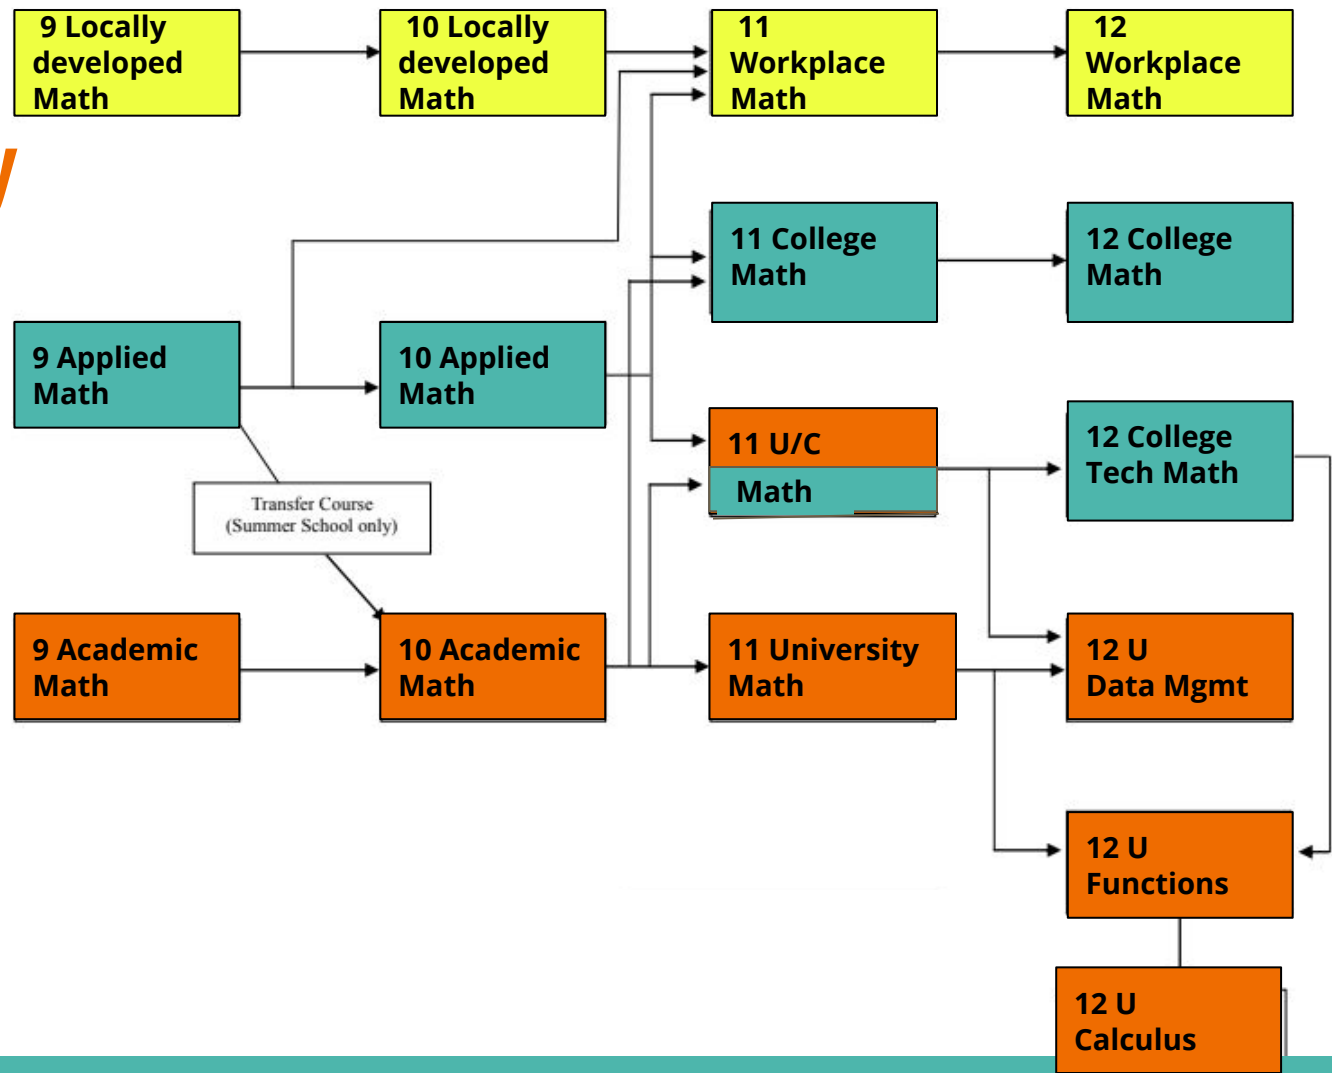 9 Locally
developed
Math
10 Locally
developed
Math
11
Workplace
Math
12
Workplace
Math
11 College
Math
12 College
Math
9 Applied
Math
10 Applied
Math
11 U/C
Math
12 College
Tech Math
Transfer Course
(Summer School only)
9 Academic
Math
10 Academic
Math
11 University
Math
12 U
Data Mgmt
12 U
Functions
12 U
Calculus